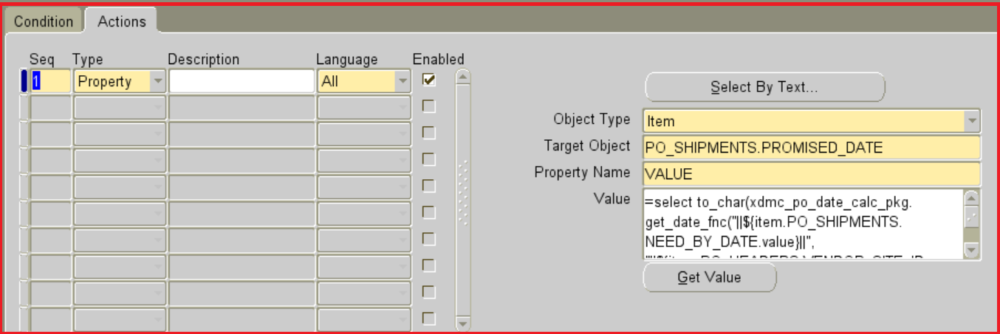 Condition
Actions
Seq Type Description Language Enabled
1 Property All
Select By Text...
Object Type Item
Target Object PO_SHIPMENTS.PROMISED_DATE
Property Name VALUE
Value =select to_char(xdmc_po_date_calc_pkg.
get_date_fnc("||${item.PO_SHIPMENTS.
NEED_BY_DATE.value}||",
Get Value